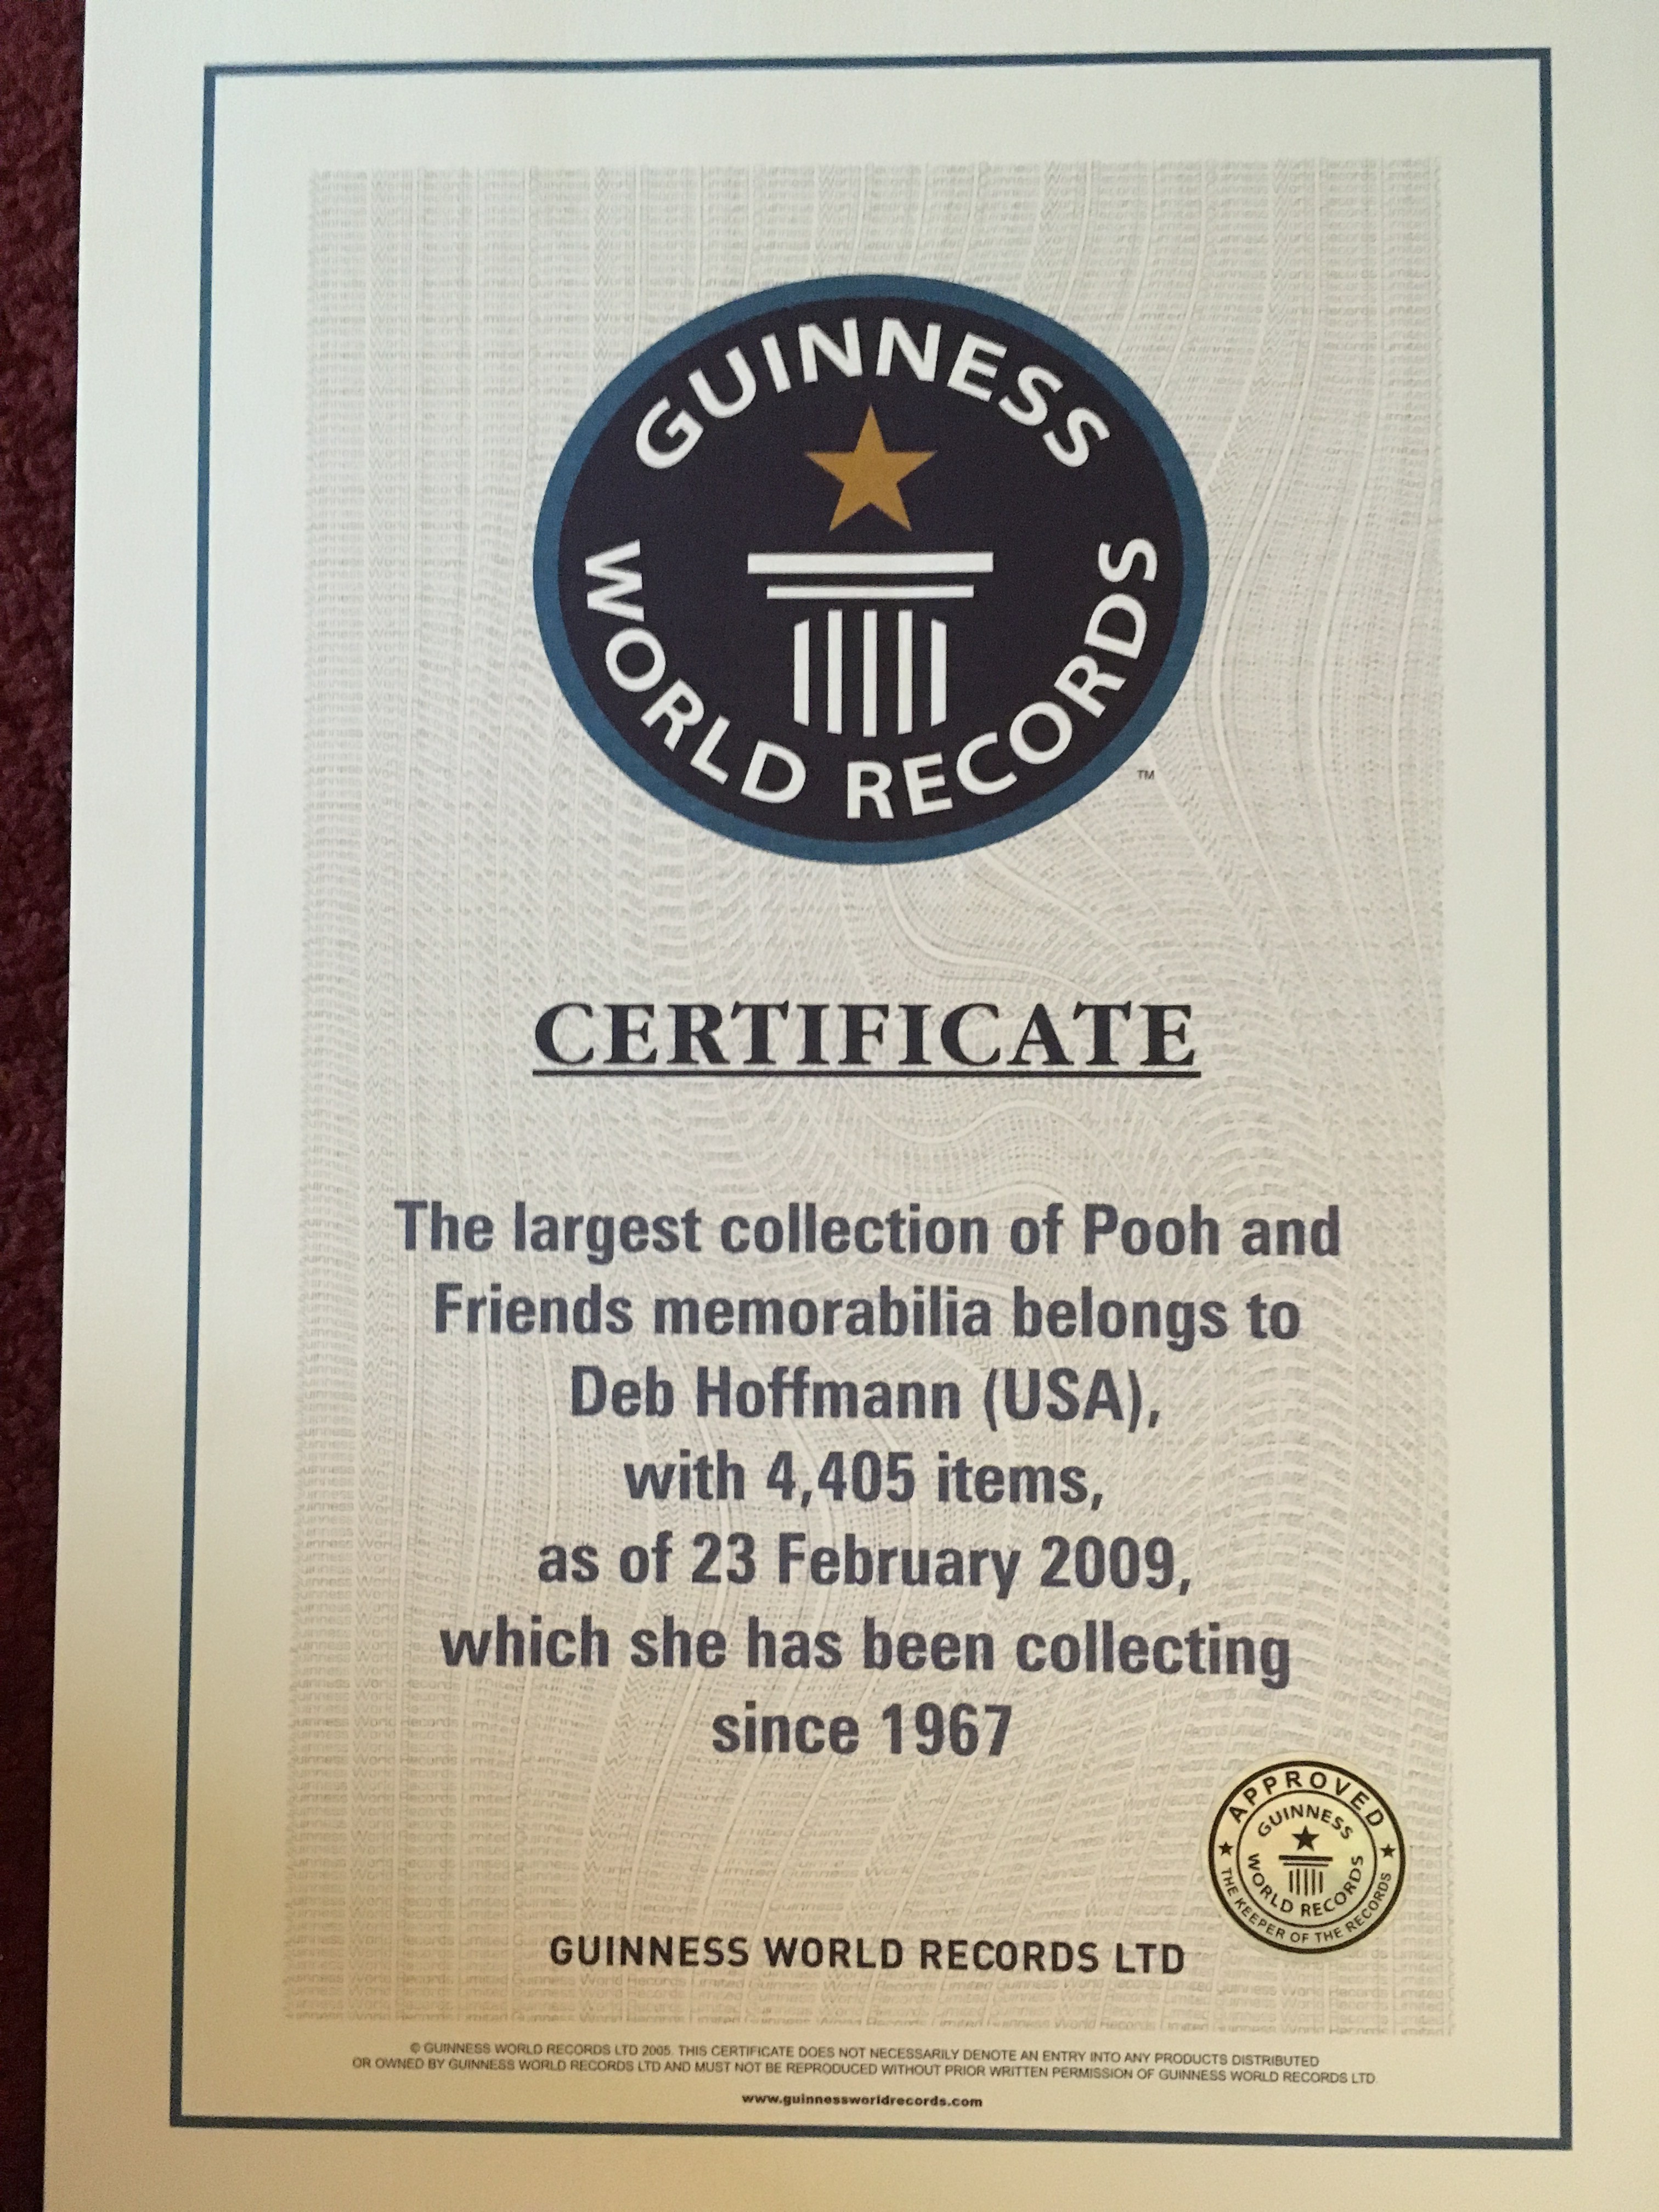 GUINNESS
WORLD RECORDS
™
CERTIFICATE
The largest collection of Pooh and
Friends memorabilia belongs to
Deb Hoffmann (USA),
with 4,405 items,
as of 23 February 2009,
which she has been collecting
since 1967
APPROVED
GUINNESS
WORLD RECORDS
THE KEEPER OF THE RECORDS
GUINNESS WORLD RECORDS LTD
© GUINNESS WORLD RECORDS LTD 2005. THIS CERTIFICATE DOES NOT NECESSARILY DENOTE AN ENTRY INTO ANY PRODUCTS DISTRIBUTED
OR OWNED BY GUINNESS WORLD RECORDS LTD AND MUST NOT BE REPRODUCED WITHOUT PRIOR WRITTEN PERMISSION OF GUINNESS WORLD RECORDS LTD.
www.guinnessworldrecords.com